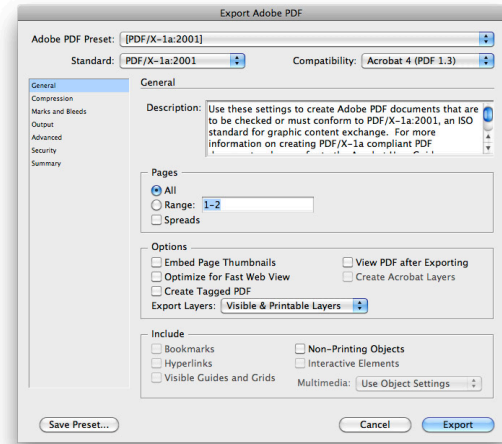 Export Adobe PDF
Adobe PDF Preset: [PDF/X-1a:2001]
Standard: PDF/X-1a:2001 Compatibility: Acrobat 4 (PDF 1.3)
General
Compression
Marks and Bleeds
Output
Advanced
Security
Summary
General
Description: Use these settings to create Adobe PDF documents that are
to be checked or must conform to PDF/X-1a:2001, an ISO
standard for graphic content exchange. For more
information on creating PDF/X-1a compliant PDF
Pages
All
Range: 1-2
Spreads
Options
Embed Page Thumbnails View PDF after Exporting
Optimize for Fast Web View Create Acrobat Layers
Create Tagged PDF
Export Layers: Visible & Printable Layers
Include
Bookmarks Non-Printing Objects
Hyperlinks Interactive Elements
Visible Guides and Grids Multimedia: Use Object Settings
Save Preset... Cancel Export